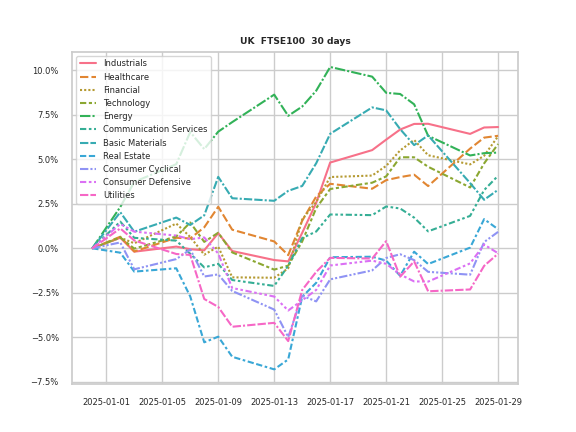 UK FTSE100 30 days
10.0%
7.5%
5.0%
2.5%
0.0%
−2.5%
−5.0%
−7.5%
Industrials
Healthcare
Financial
Technology
Energy
Communication Services
Basic Materials
Real Estate
Consumer Cyclical
Consumer Defensive
Utilities
2025-01-01 2025-01-05 2025-01-09 2025-01-13 2025-01-17 2025-01-21 2025-01-25 2025-01-29